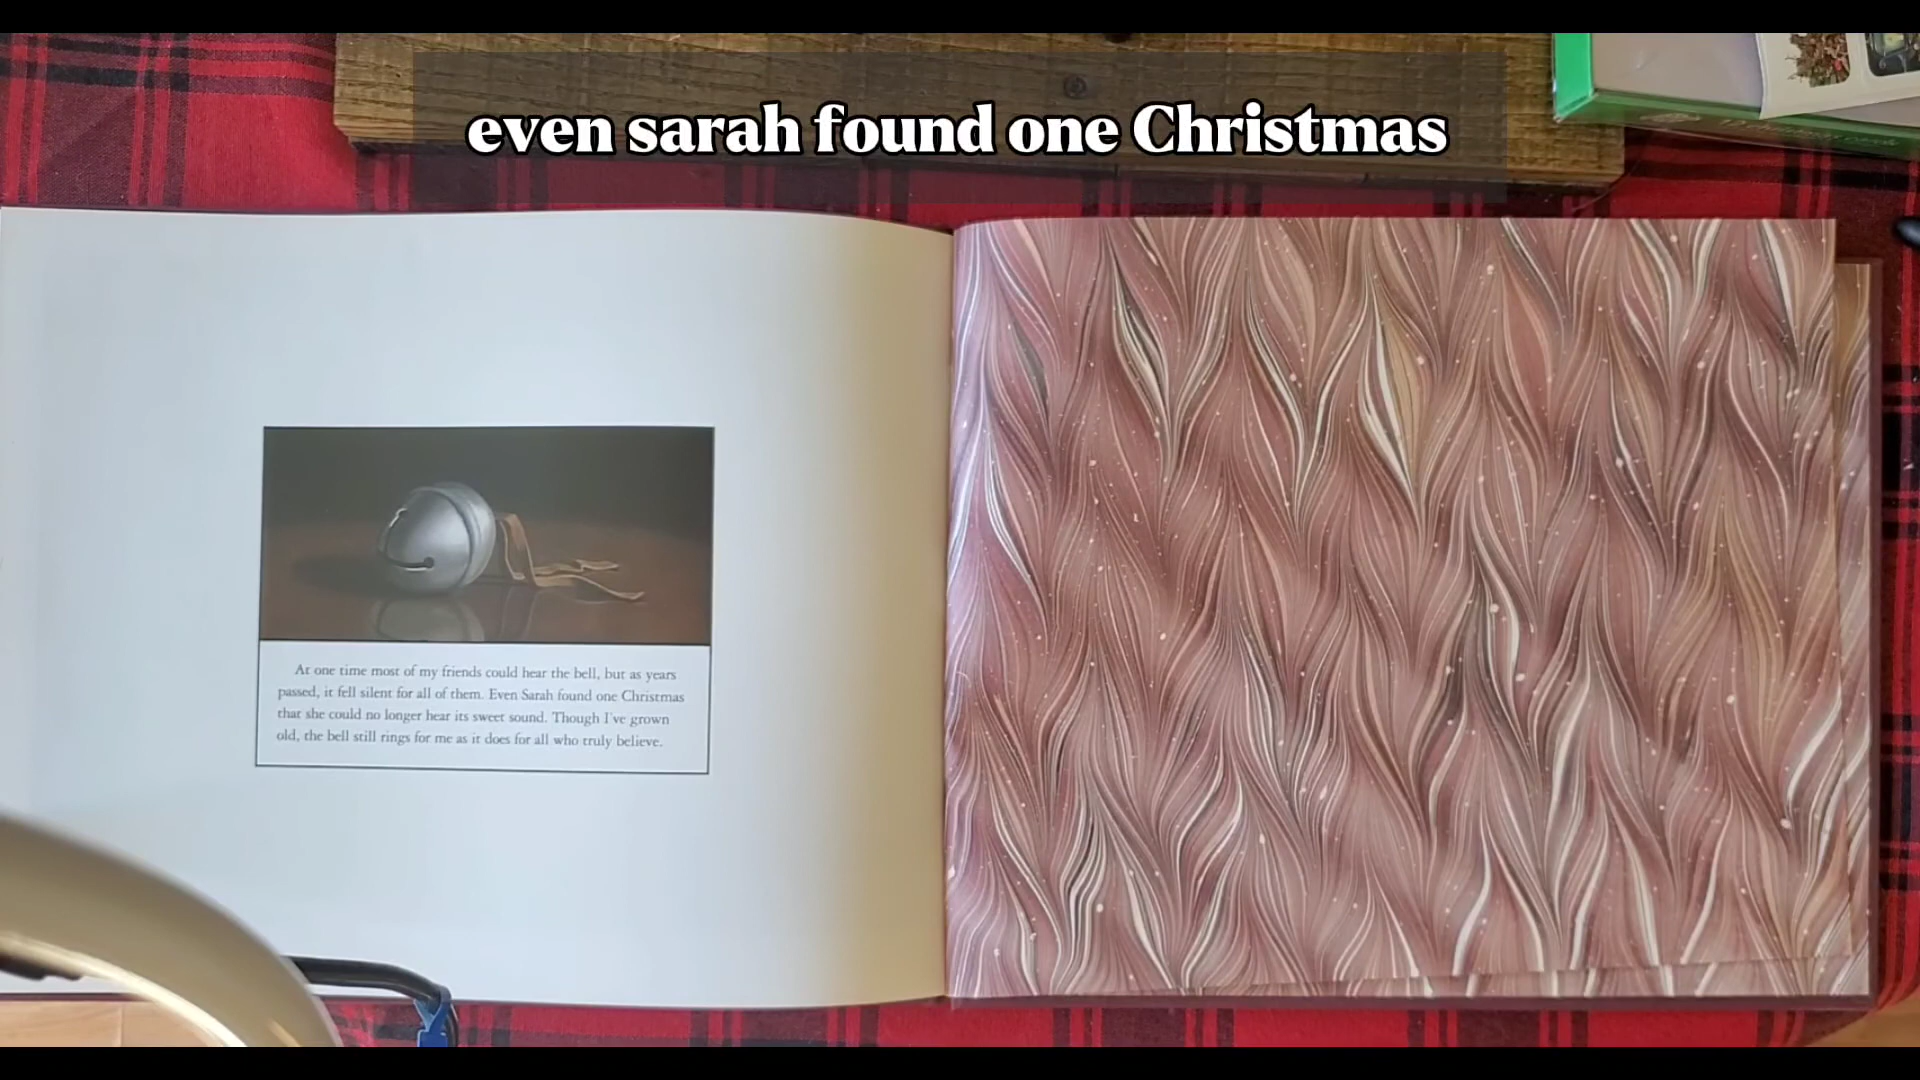 even sarah found one Christmas
At one time most of my friends could hear the bell, but as years
passed, it fell silent for all of them. Even Sarah found one Christmas
that she could no longer hear its sweet sound. Though I've grown
old, the bell still rings for me as it does for all who truly believe.